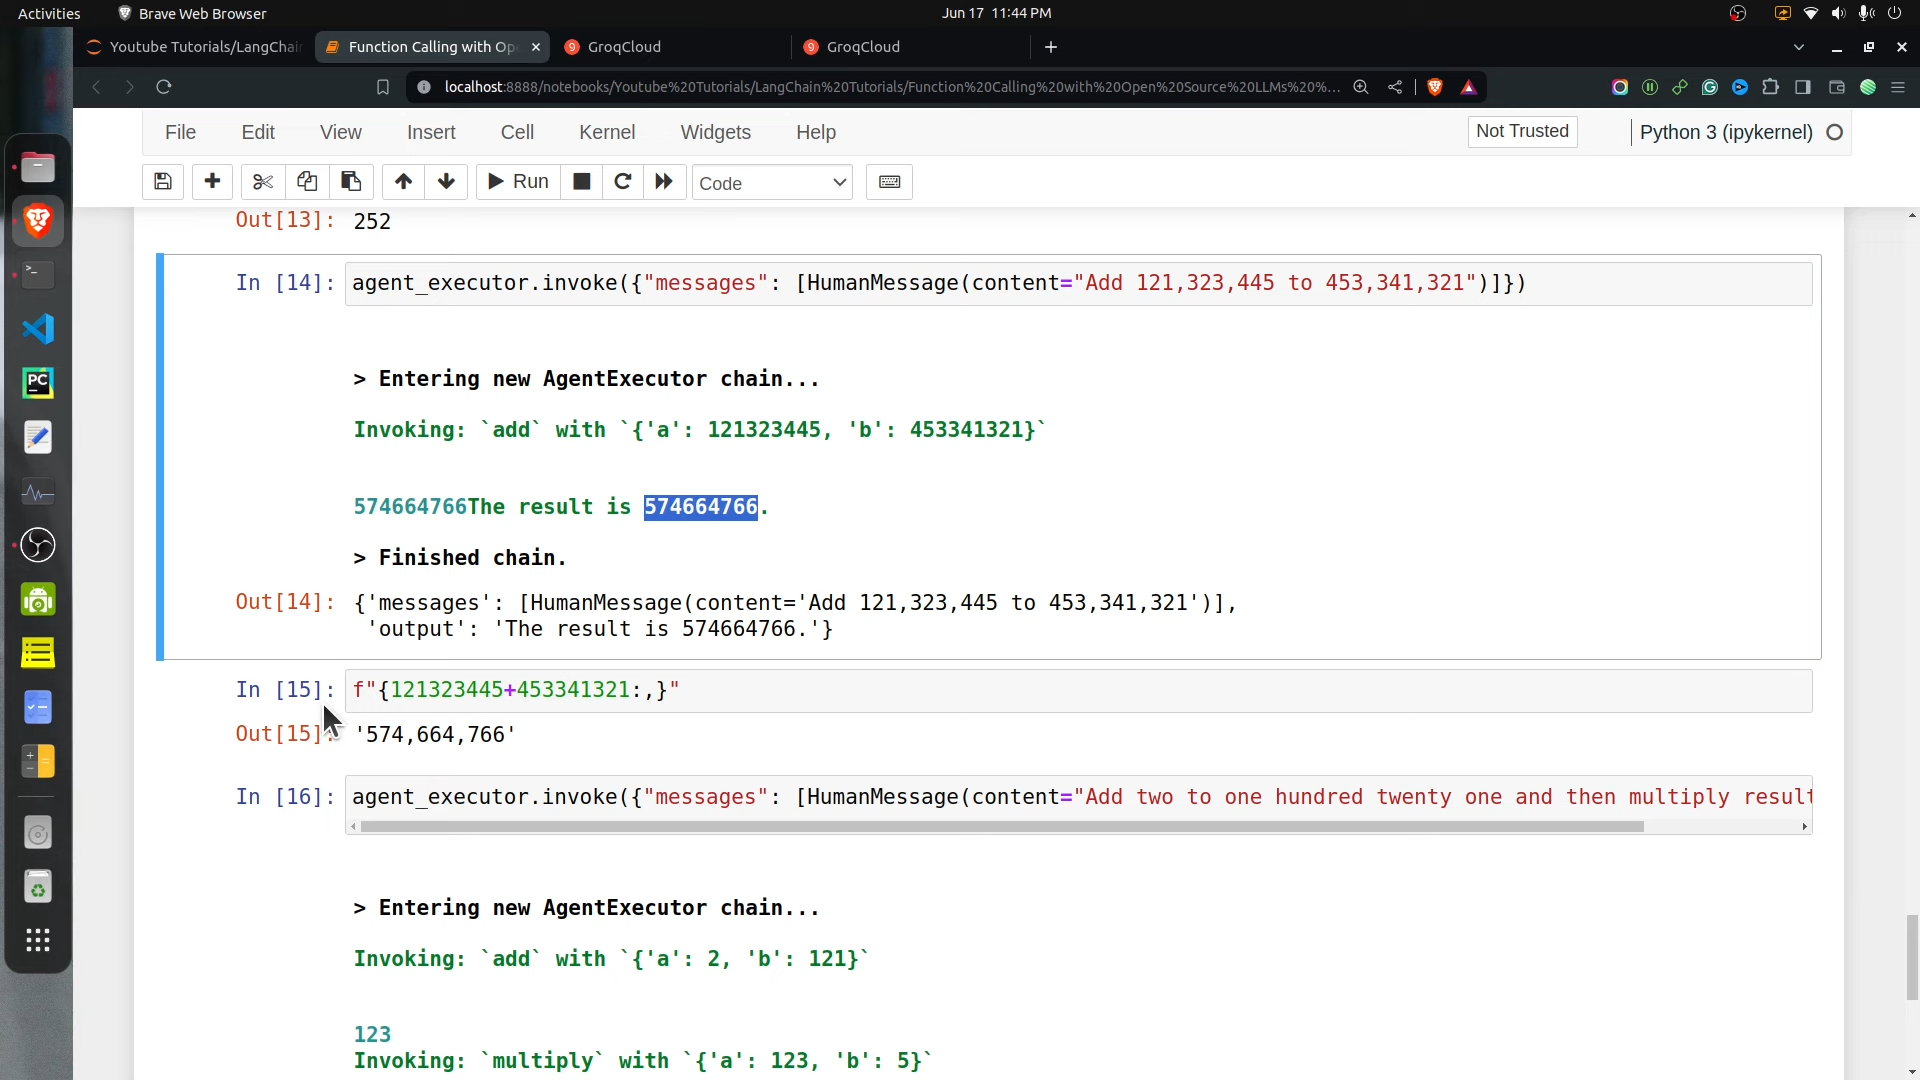 Activities
Brave Web Browser
Jun 17 11:44 PM
Youtube Tutorials/LangChain
Function Calling with Op
GroqCloud
GroqCloud
localhost:8888/notebooks/Youtube%20Tutorials/LangChain%20Tutorials/Function%20Calling%20with%20Open%20Source%20LLMs%20%...
File Edit View Insert Cell Kernel Widgets Help
Not Trusted
Python 3 (ipykernel)
Run
Code
Out[13]: 252
In [14]: agent_executor.invoke({"messages": [HumanMessage(content="Add 121,323,445 to 453,341,321")]})
> Entering new AgentExecutor chain...
Invoking: `add` with `{'a': 121323445, 'b': 453341321}`
574664766The result is 574664766.
> Finished chain.
Out[14]: {'messages': [HumanMessage(content='Add 121,323,445 to 453,341,321')],
'output': 'The result is 574664766.'}
In [15]: f"{121323445+453341321:,}"
Out[15]: '574,664,766'
In [16]: agent_executor.invoke({"messages": [HumanMessage(content="Add two to one hundred twenty one and then multiply result
> Entering new AgentExecutor chain...
Invoking: `add` with `{'a': 2, 'b': 121}`
123
Invoking: `multiply` with `{'a': 123, 'b': 5}`